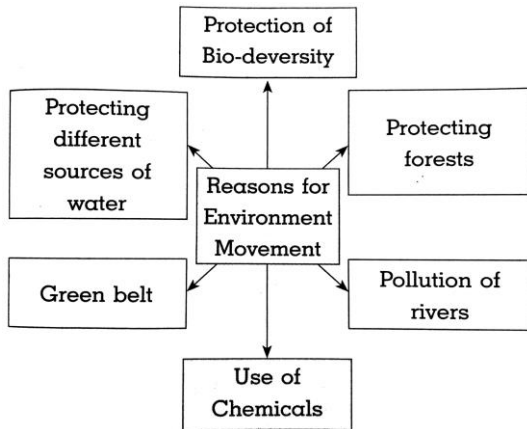 Protection of
Bio-deversity
Protecting
different
sources of
water
Reasons for
Environment
Movement
Protecting
forests
Green belt
Pollution of
rivers
Use of
Chemicals